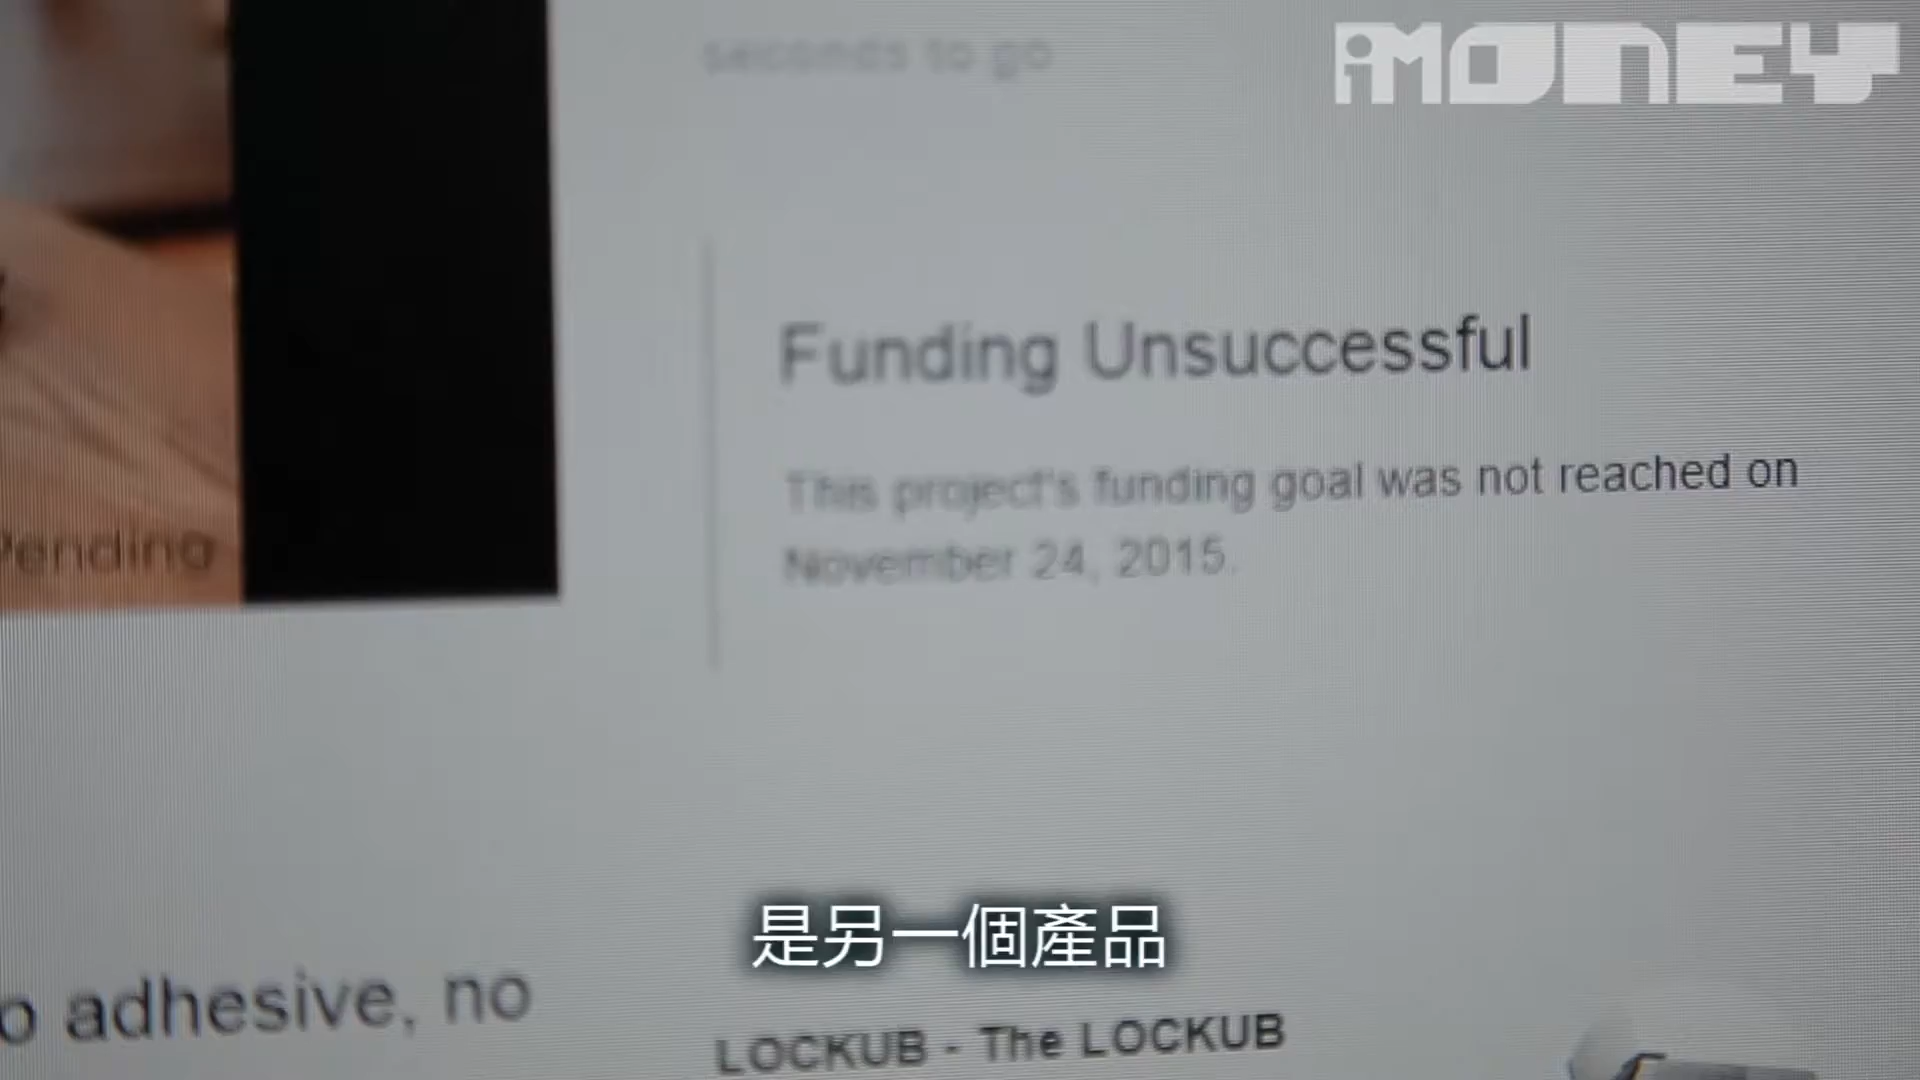 iMONEY
seconds to go
Funding Unsuccessful
This project's funding goal was not reached on
November 24, 2015.
Pending
是另一個產品
o adhesive, no
LOCKUB - The LOCKUB